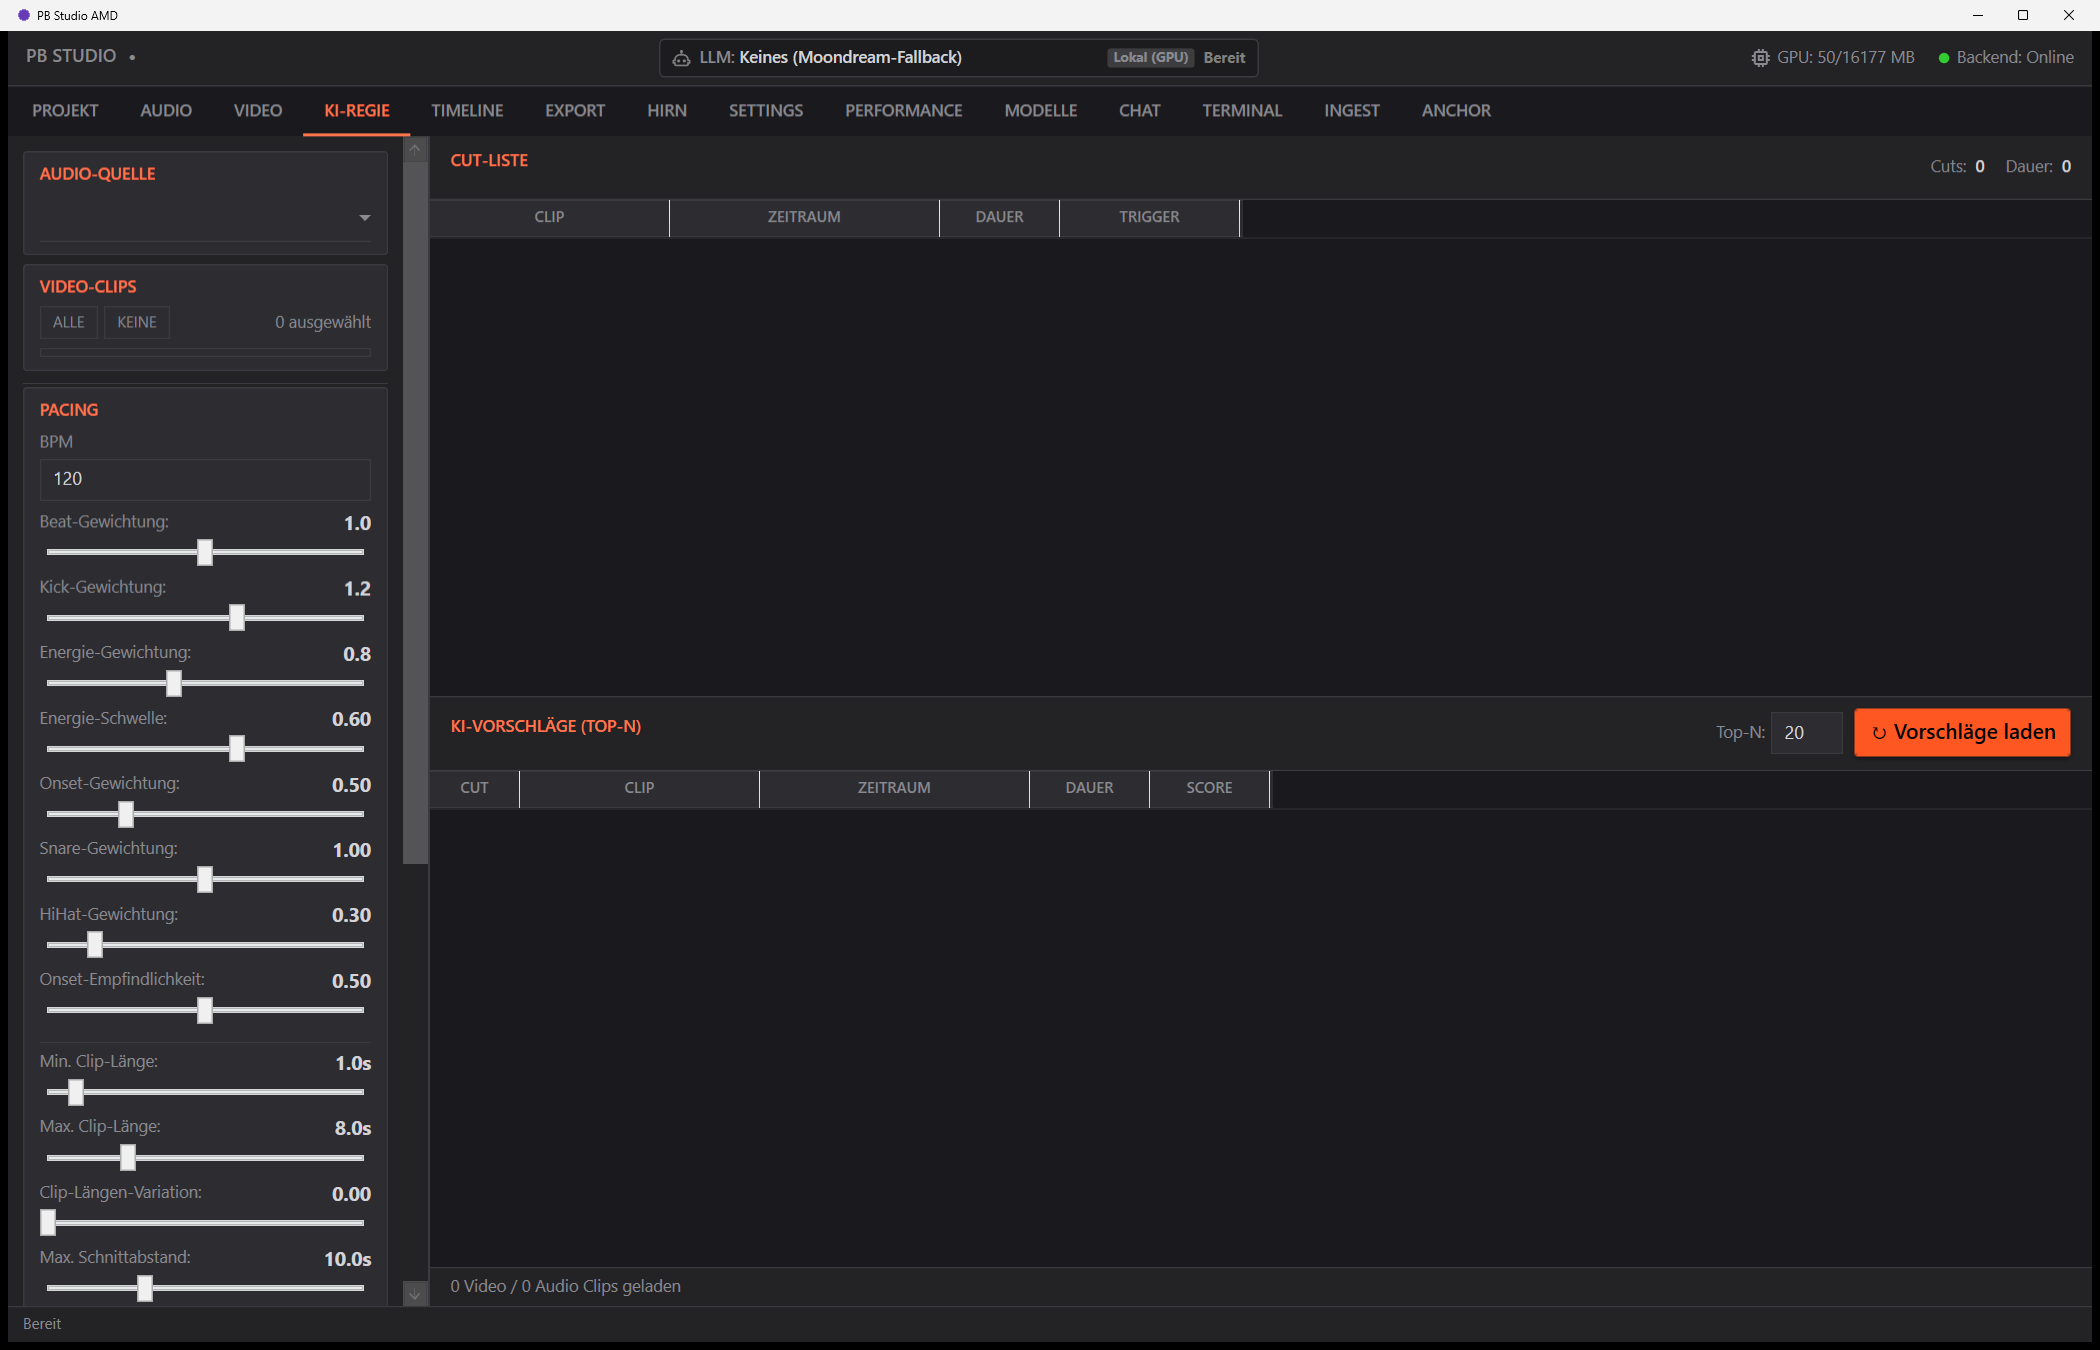 PB Studio AMD
PB STUDIO •
LLM: Keines (Moondream-Fallback) Lokal (GPU) Bereit
GPU: 50/16177 MB Backend: Online
PROJEKT AUDIO VIDEO KI-REGIE TIMELINE EXPORT HIRN SETTINGS PERFORMANCE MODELLE CHAT TERMINAL INGEST ANCHOR
AUDIO-QUELLE
VIDEO-CLIPS
ALLE KEINE 0 ausgewählt
PACING
BPM
120
Beat-Gewichtung: 1.0
Kick-Gewichtung: 1.2
Energie-Gewichtung: 0.8
Energie-Schwelle: 0.60
Onset-Gewichtung: 0.50
Snare-Gewichtung: 1.00
HiHat-Gewichtung: 0.30
Onset-Empfindlichkeit: 0.50
Min. Clip-Länge: 1.0s
Max. Clip-Länge: 8.0s
Clip-Längen-Variation: 0.00
Max. Schnittabstand: 10.0s
CUT-LISTE
Cuts: 0 Dauer: 0
CLIP ZEITRAUM DAUER TRIGGER
KI-VORSCHLÄGE (TOP-N)
Top-N: 20 ↻ Vorschläge laden
CUT CLIP ZEITRAUM DAUER SCORE
0 Video / 0 Audio Clips geladen
Bereit